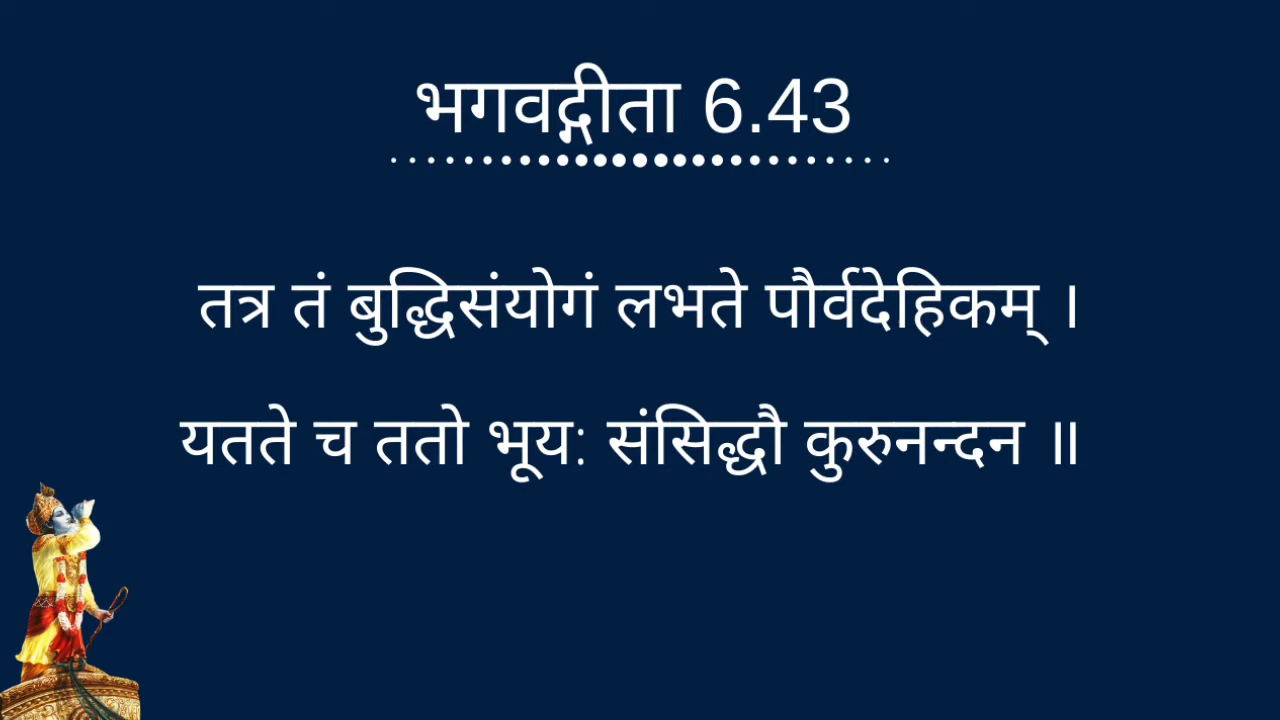 भगवद्गीता 6.43
तत्र तं बुद्धिसंयोगं लभते पौर्वदेहिकम् ।
यतते च ततो भूय: संसिद्धौ कुरुनन्दन ॥